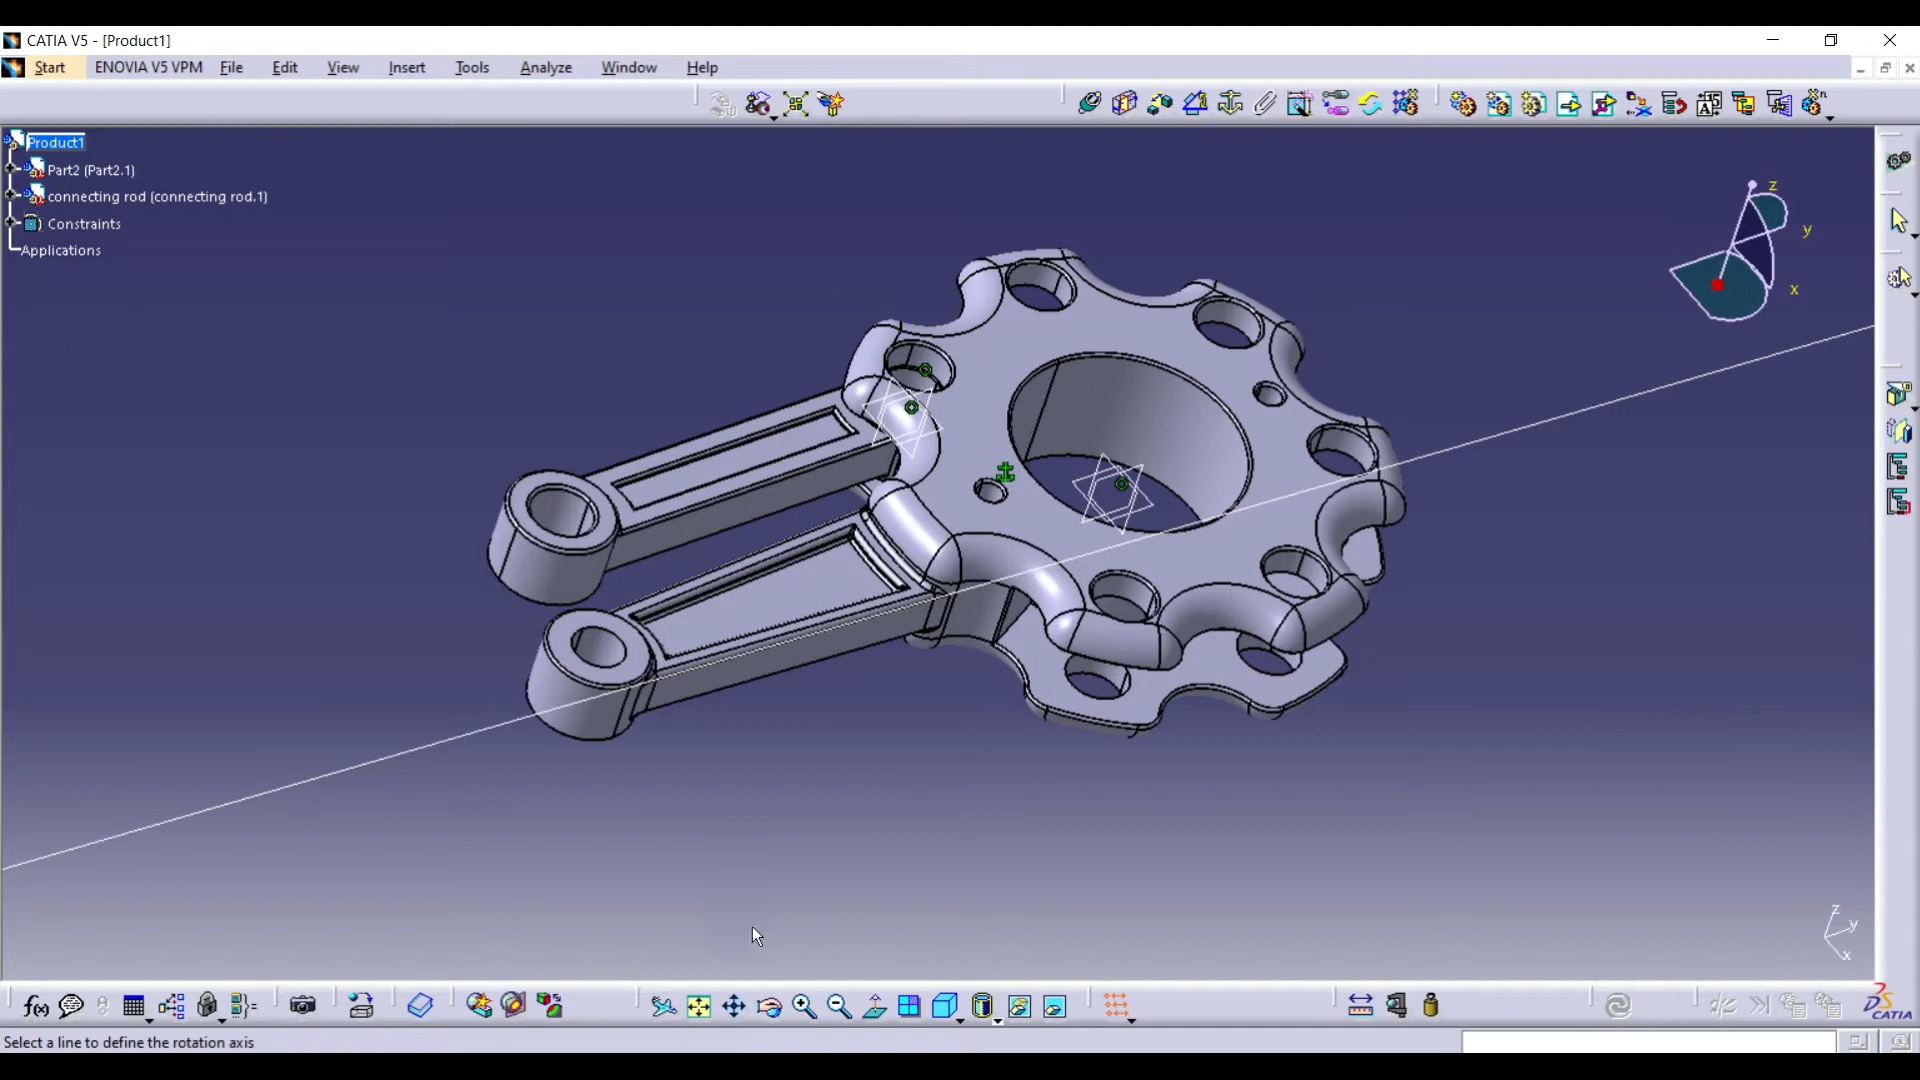 CATIA V5 - [Product1]
Start ENOVIA V5 VPM File Edit View Insert Tools Analyze Window Help
Product1
Part2 (Part2.1)
connecting rod (connecting rod.1)
Constraints
Applications
z
y
x
z
y
x
CATIA
Select a line to define the rotation axis